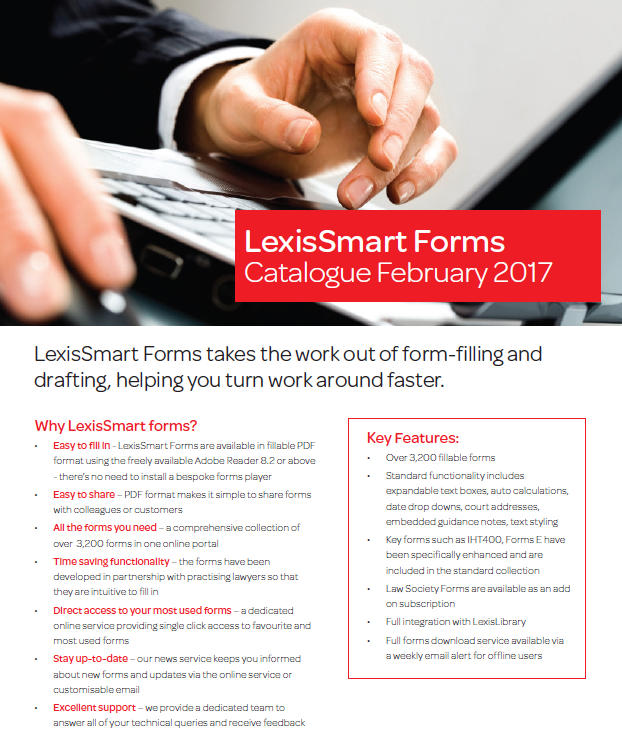 LexisSmart Forms
Catalogue February 2017
LexisSmart Forms takes the work out of form-filling and
drafting, helping you turn work around faster.
Why LexisSmart forms?
• Easy to fill in - LexisSmart Forms are available in fillable PDF
format using the freely available Adobe Reader 8.2 or above
- there's no need to install a bespoke forms player
• Easy to share – PDF format makes it simple to share forms
with colleagues or customers
• All the forms you need – a comprehensive collection of
over 3,200 forms in one online portal
• Time saving functionality – the forms have been
developed in partnership with practising lawyers so that
they are intuitive to fill in
• Direct access to your most used forms – a dedicated
online service providing single click access to favourite and
most used forms
• Stay up-to-date – our news service keeps you informed
about new forms and updates via the online service or
customisable email
• Excellent support – we provide a dedicated team to
answer all of your technical queries and receive feedback
Key Features:
• Over 3,200 fillable forms
• Standard functionality includes
expandable text boxes, auto calculations,
date drop downs, court addresses,
embedded guidance notes, text styling
• Key forms such as IHT400, Forms E have
been specifically enhanced and are
included in the standard collection
• Law Society Forms are available as an add
on subscription
• Full integration with LexisLibrary
• Full forms download service available via
a weekly email alert for offline users